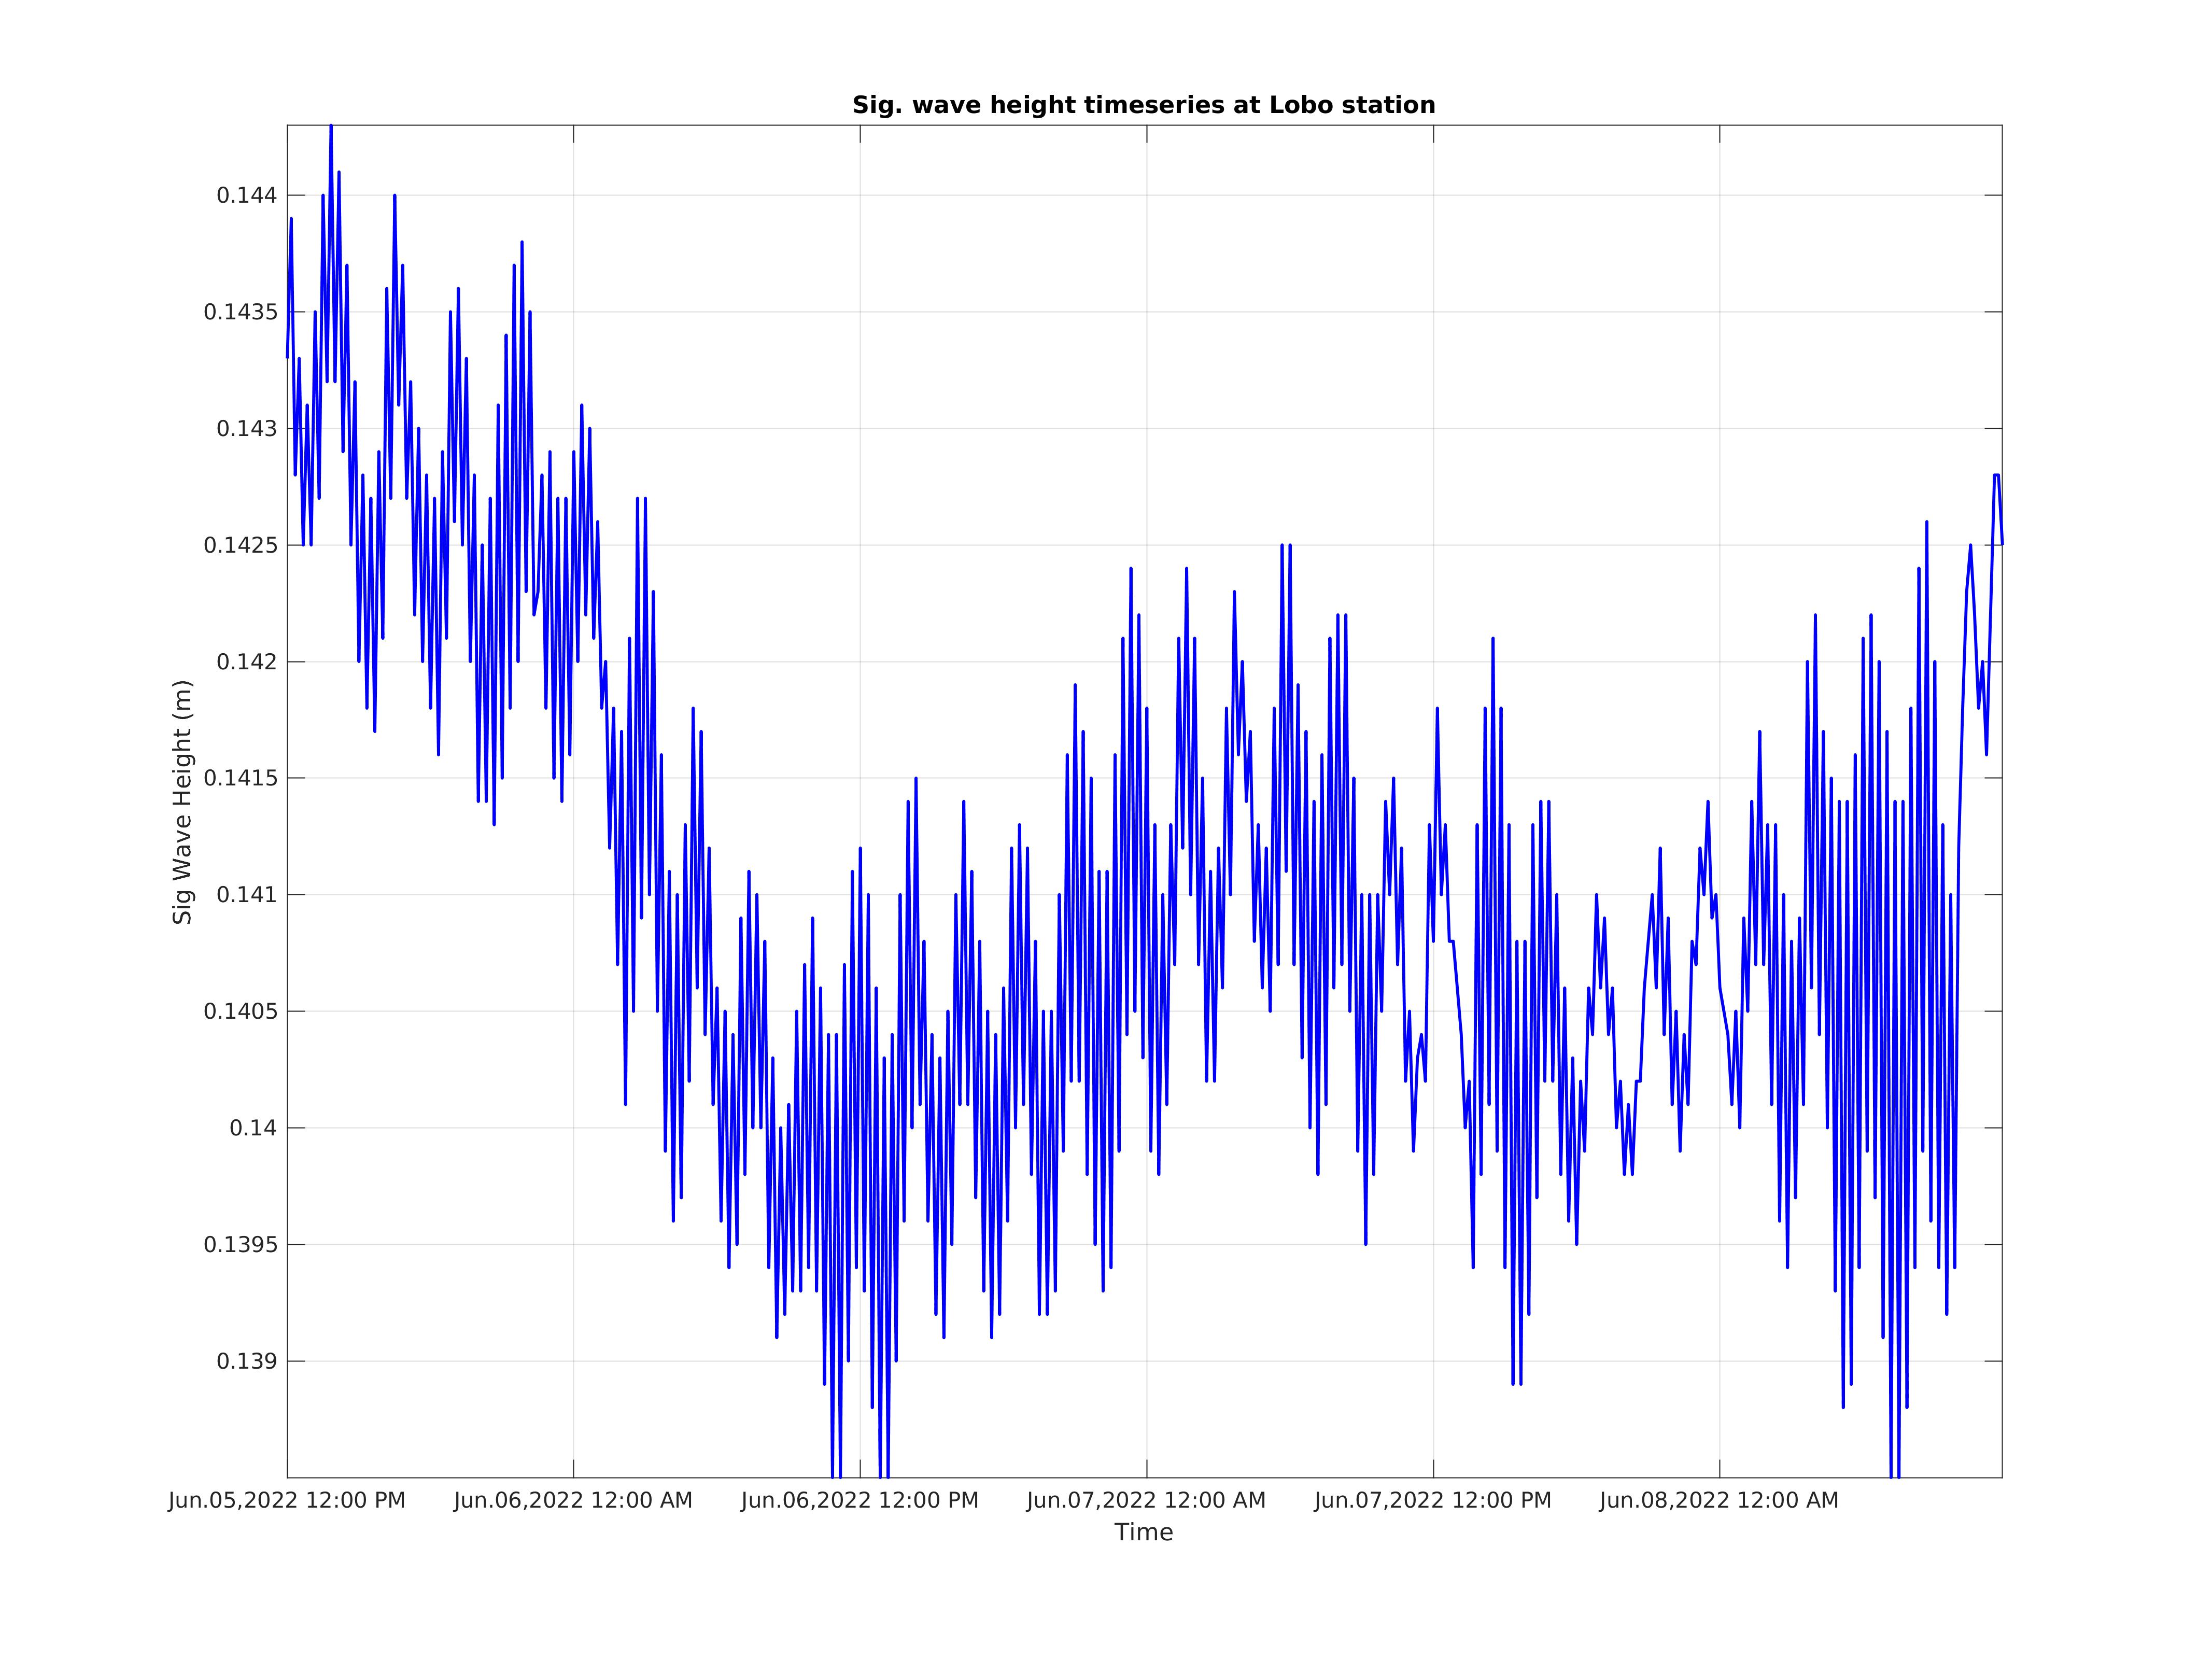 Sig. wave height timeseries at Lobo station
0.144
0.1435
0.143
0.1425
0.142
0.1415
0.141
0.1405
0.14
0.1395
0.139
Sig Wave Height (m)
Jun.05,2022 12:00 PM
Jun.06,2022 12:00 AM
Jun.06,2022 12:00 PM
Jun.07,2022 12:00 AM
Jun.07,2022 12:00 PM
Jun.08,2022 12:00 AM
Time